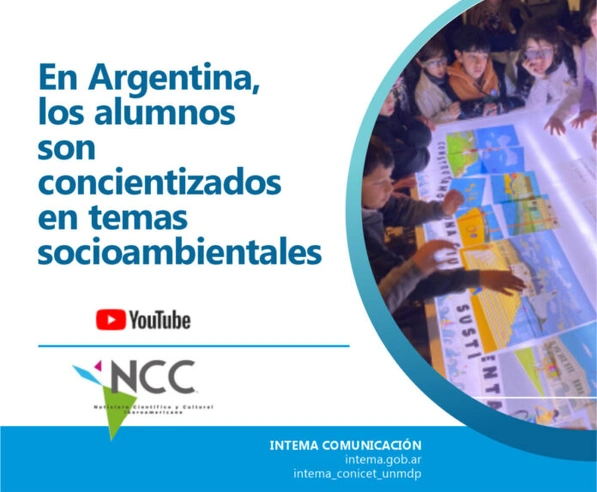 En Argentina,
los alumnos
son
concientizados
en temas
socioambientales
YouTube
NCC
Noticiero Científico y Cultural
Iberoamericano
INTEMA COMUNICACIÓN
intema.gob.ar
intema_conicet_unmdp